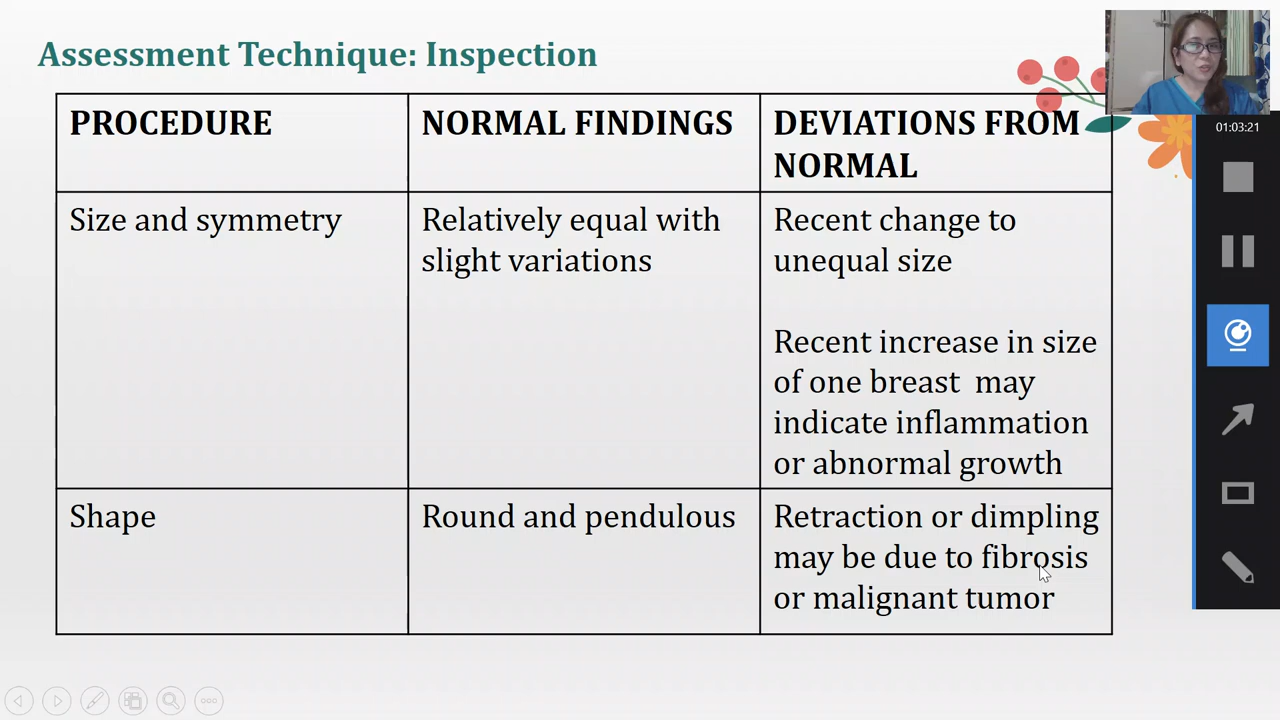 Assessment Technique: Inspection
PROCEDURE
NORMAL FINDINGS
DEVIATIONS FROM
NORMAL
Size and symmetry
Relatively equal with
slight variations
Recent change to
unequal size
Recent increase in size
of one breast may
indicate inflammation
or abnormal growth
Shape
Round and pendulous
Retraction or dimpling
may be due to fibrosis
or malignant tumor
01:03:21